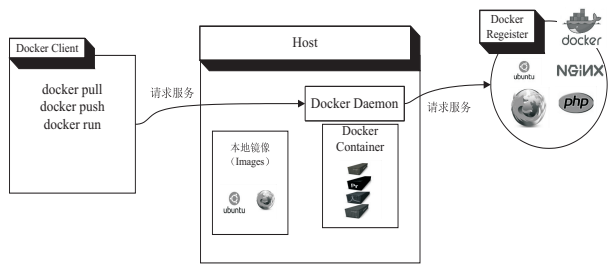 Docker Client
docker pull
docker push
docker run
请求服务
Host
Docker Daemon
本地镜像
（Images）
ubuntu
Docker
Container
Pr
请求服务
Docker
Regeister
docker
ubuntu
NGiNX
php